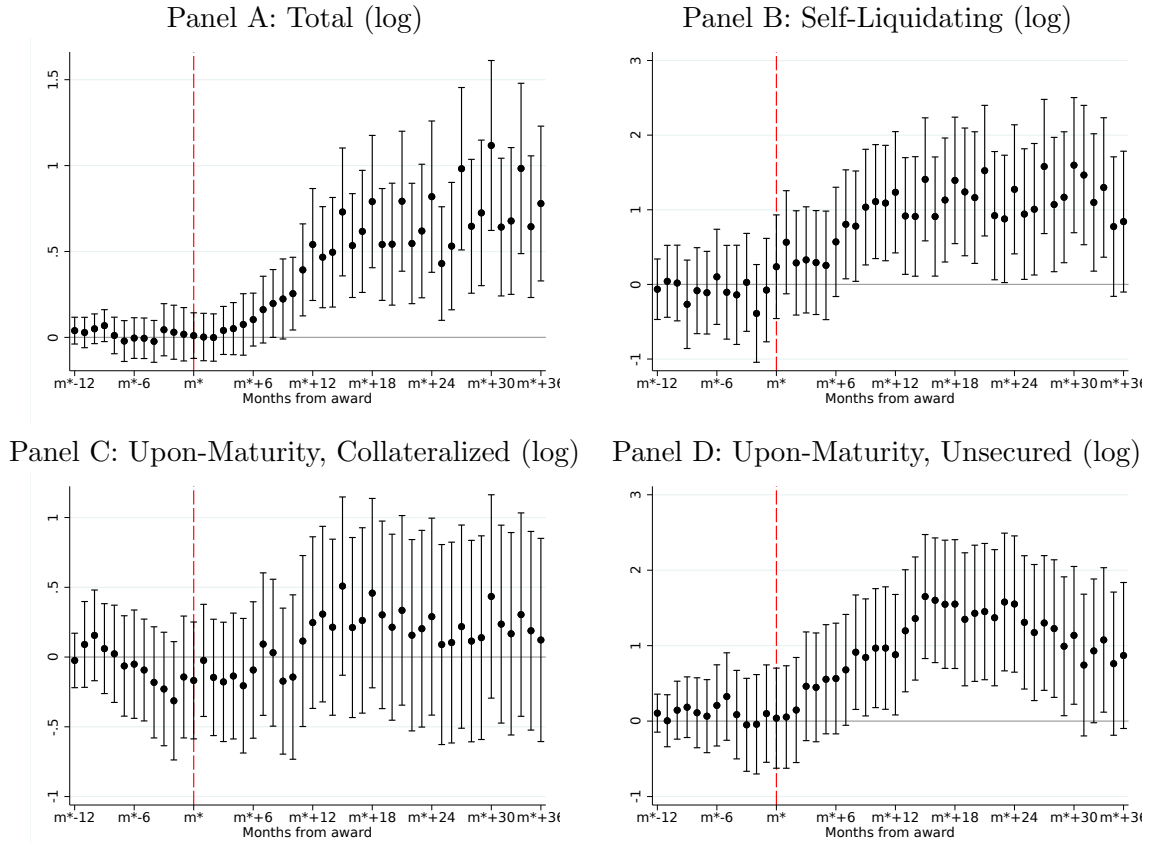 Panel A: Total (log)
1.5
1
.5
0
m*-12 m*-6 m* m*+6 m*+12 m*+18 m*+24 m*+30 m*+36
Months from award
Panel B: Self-Liquidating (log)
3
2
1
0
-1
m*-12 m*-6 m* m*+6 m*+12 m*+18 m*+24 m*+30 m*+36
Months from award
Panel C: Upon-Maturity, Collateralized (log)
1
.5
0
-.5
-1
m*-12 m*-6 m* m*+6 m*+12 m*+18 m*+24 m*+30 m*+36
Months from award
Panel D: Upon-Maturity, Unsecured (log)
3
2
1
0
-1
m*-12 m*-6 m* m*+6 m*+12 m*+18 m*+24 m*+30 m*+36
Months from award